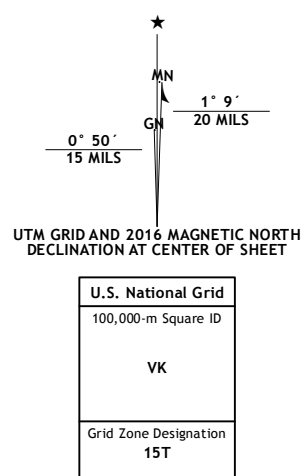 ★
MN
1° 9´
20 MILS
GN
0° 50´
15 MILS
UTM GRID AND 2016 MAGNETIC NORTH
DECLINATION AT CENTER OF SHEET
U.S. National Grid
100,000-m Square ID
VK
Grid Zone Designation
15T